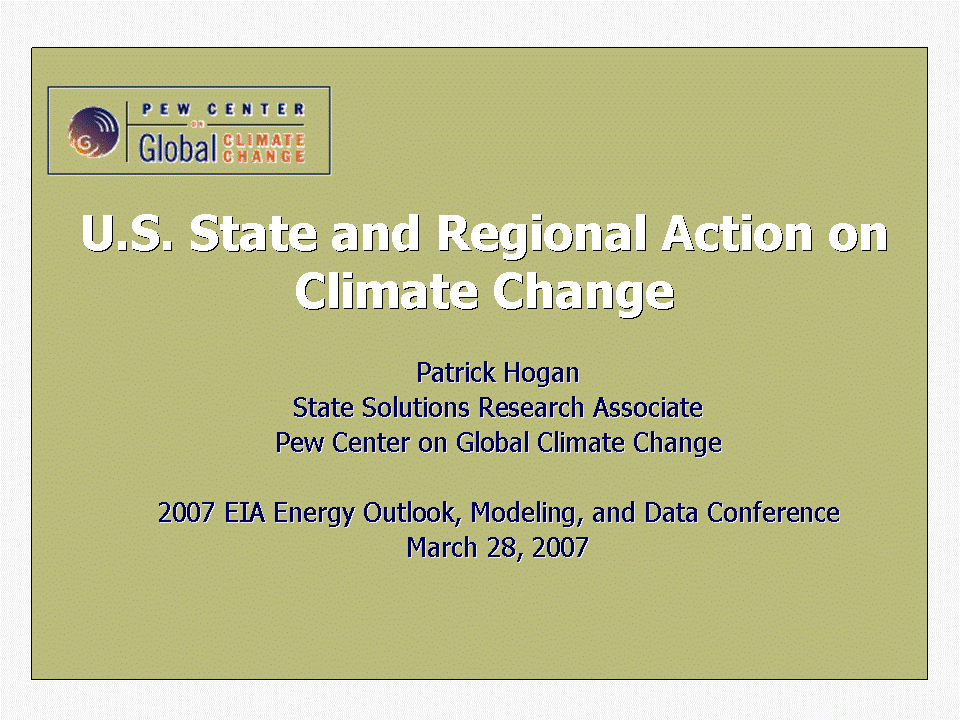 PEW CENTER
ON
Global CLIMATE CHANGE
U.S. State and Regional Action on
Climate Change
Patrick Hogan
State Solutions Research Associate
Pew Center on Global Climate Change
2007 EIA Energy Outlook, Modeling, and Data Conference
March 28, 2007